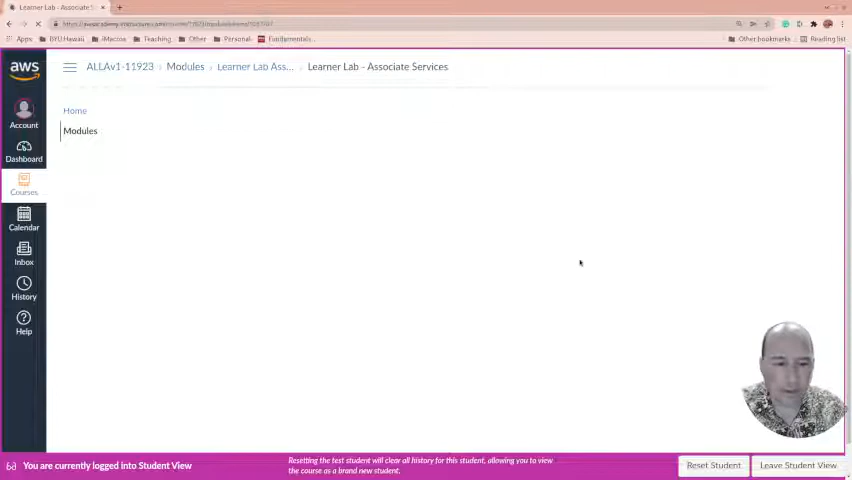 Learner Lab - Associate S
Apps
BYU.Hawaii
iMaccoe
Teaching
Other
Personal
Fundamentals...
Other bookmarks
Reading list
aws
ALLAv1-11923 › Modules › Learner Lab Ass... › Learner Lab - Associate Services
Account
Dashboard
Courses
Calendar
Inbox
History
Help
Home
Modules
You are currently logged into Student View
Resetting the test student will clear all history for this student, allowing you to view
the course as a brand new student.
Reset Student
Leave Student View